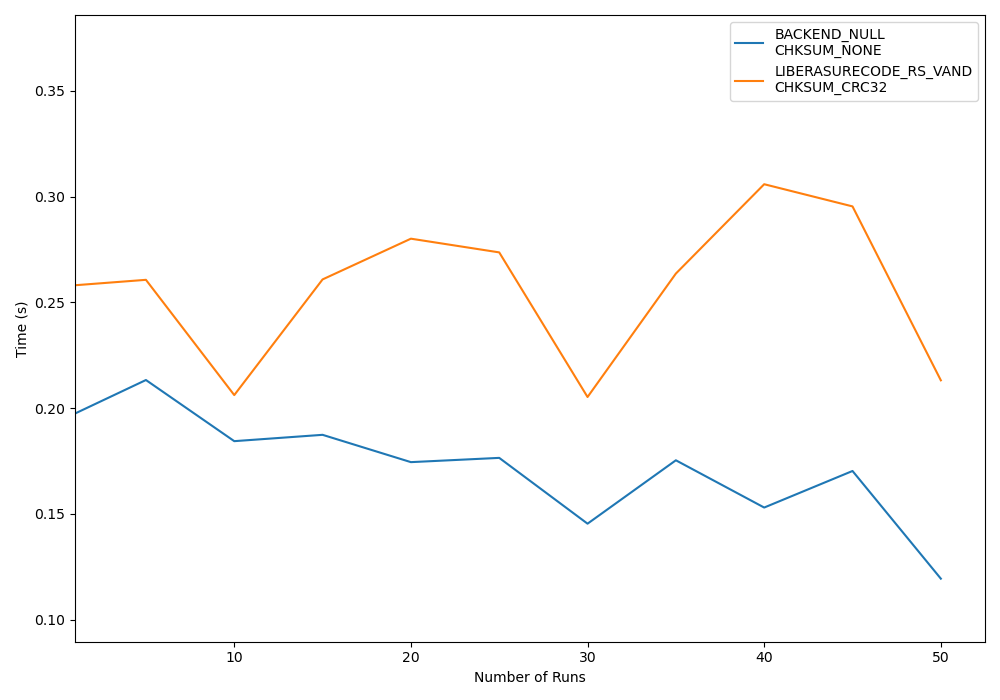 BACKEND_NULL
CHKSUM_NONE
LIBERASURECODE_RS_VAND
CHKSUM_CRC32
0.35
0.30
0.25
0.20
0.15
0.10
Time (s)
10 20 30 40 50
Number of Runs